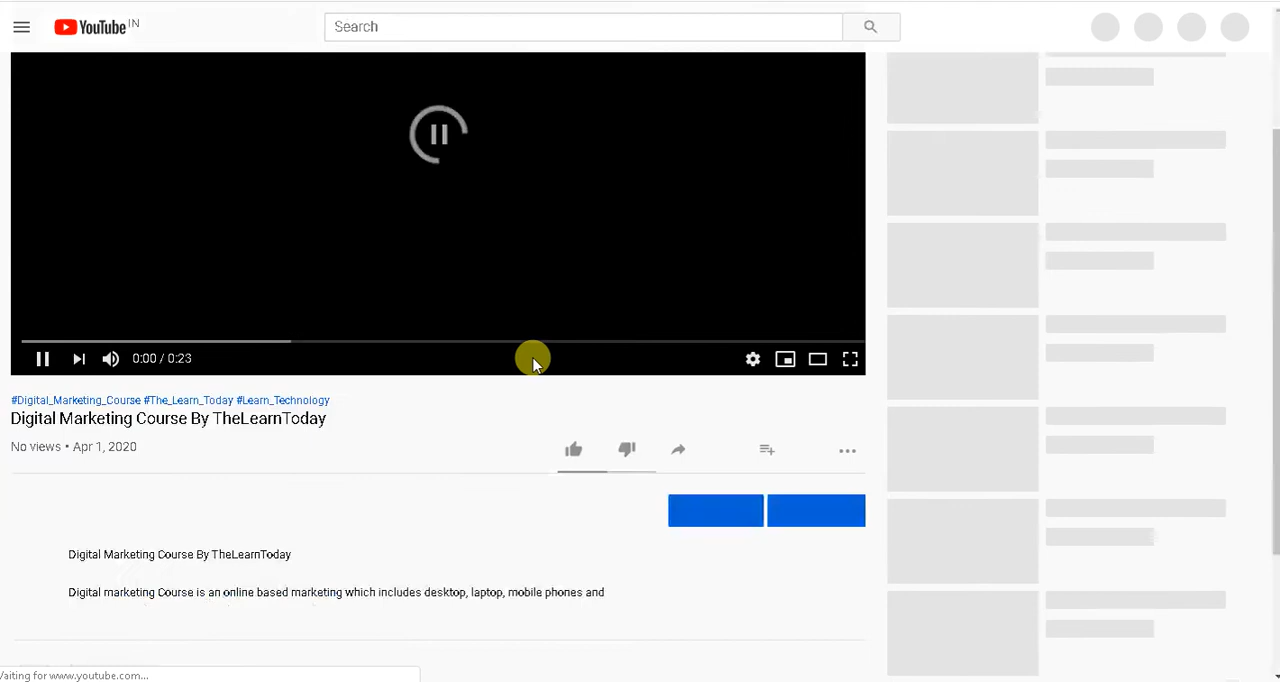 YouTube IN
Search
0:00 / 0:23
#Digital_Marketing_Course #The_Learn_Today #Learn_Technology
Digital Marketing Course By TheLearnToday
No views • Apr 1, 2020
Digital Marketing Course By TheLearnToday
Digital marketing Course is an online based marketing which includes desktop, laptop, mobile phones and
Vaiting for www.youtube.com...